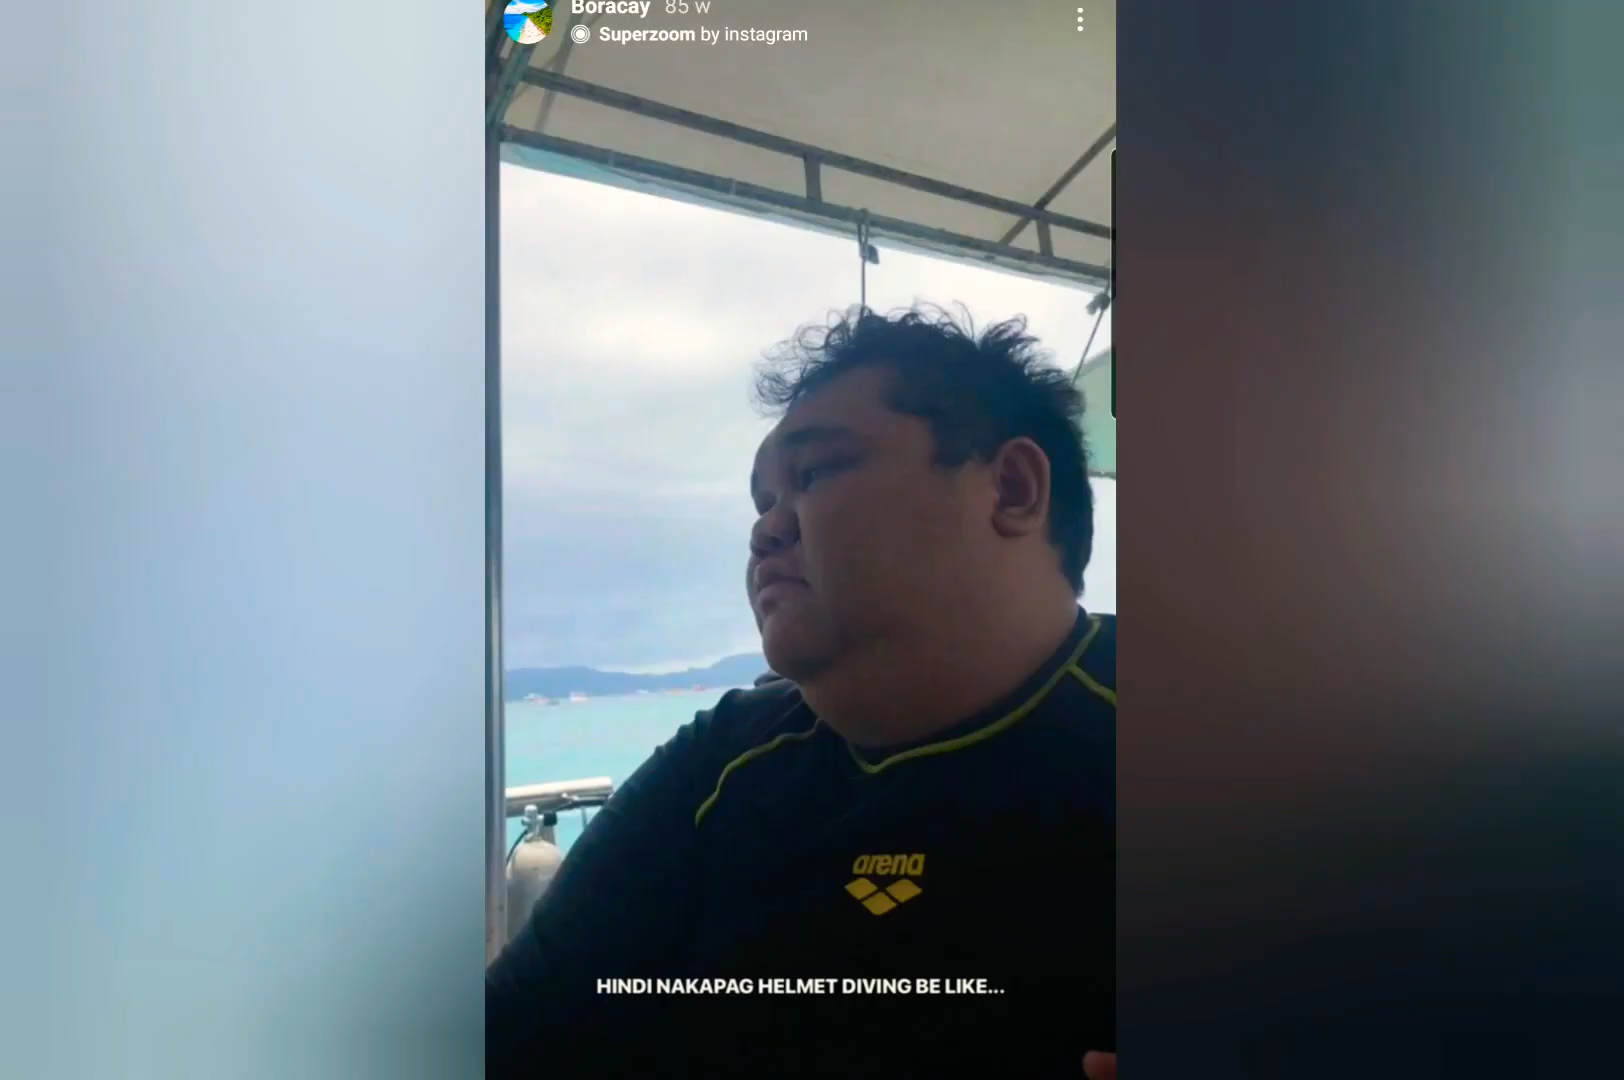 Boracay 85 w
Superzoom by instagram
arena
HINDI NAKAPAG HELMET DIVING BE LIKE...